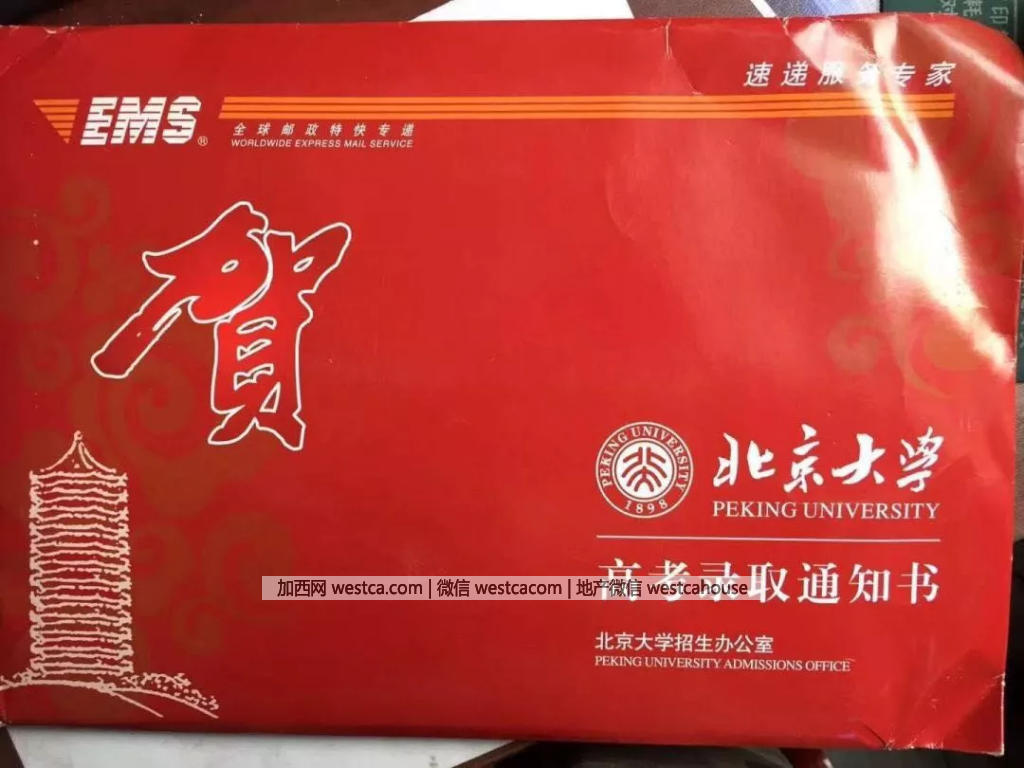 速递服务专家
EMS®
全球邮政特快专递
WORLDWIDE EXPRESS MAIL SERVICE
賀
PEKING UNIVERSITY
1898
北京大学
PEKING UNIVERSITY
高考录取通知书
加西网 westca.com | 微信 westcacom | 地产微信 westcahouse
北京大学招生办公室
PEKING UNIVERSITY ADMISSIONS OFFICE